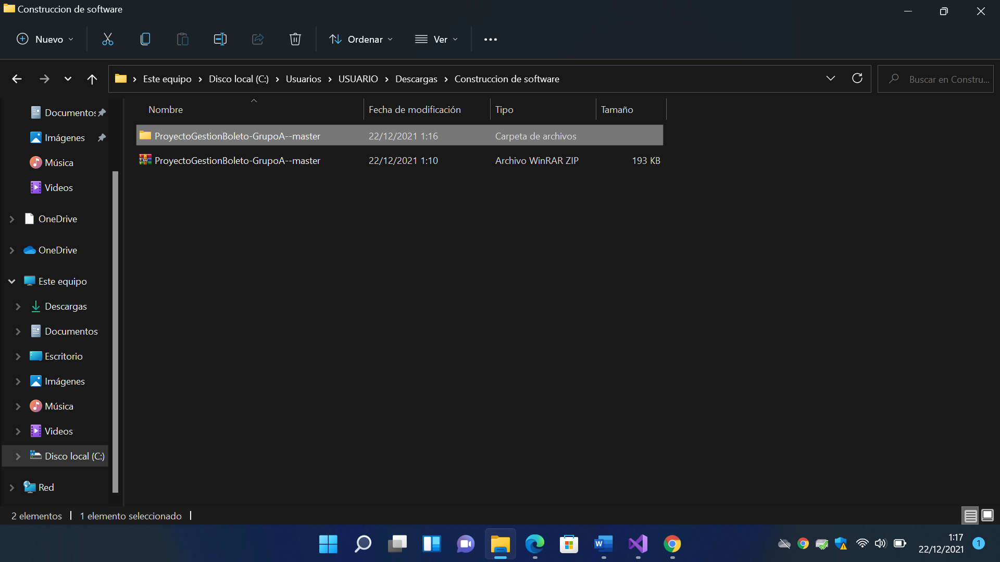 Construccion de software
Nuevo
Ordenar
Ver
Este equipo > Disco local (C:) > Usuarios > USUARIO > Descargas > Construccion de software
Buscar en Constru...
Nombre Fecha de modificación Tipo Tamaño
ProyectoGestionBoleto-GrupoA--master 22/12/2021 1:16 Carpeta de archivos
ProyectoGestionBoleto-GrupoA--master 22/12/2021 1:10 Archivo WinRAR ZIP 193 KB
Documentos
Imágenes
Música
Videos
OneDrive
OneDrive
Este equipo
Descargas
Documentos
Escritorio
Imágenes
Música
Videos
Disco local (C:)
Red
2 elementos | 1 elemento seleccionado |
W
1:17
22/12/2021
1